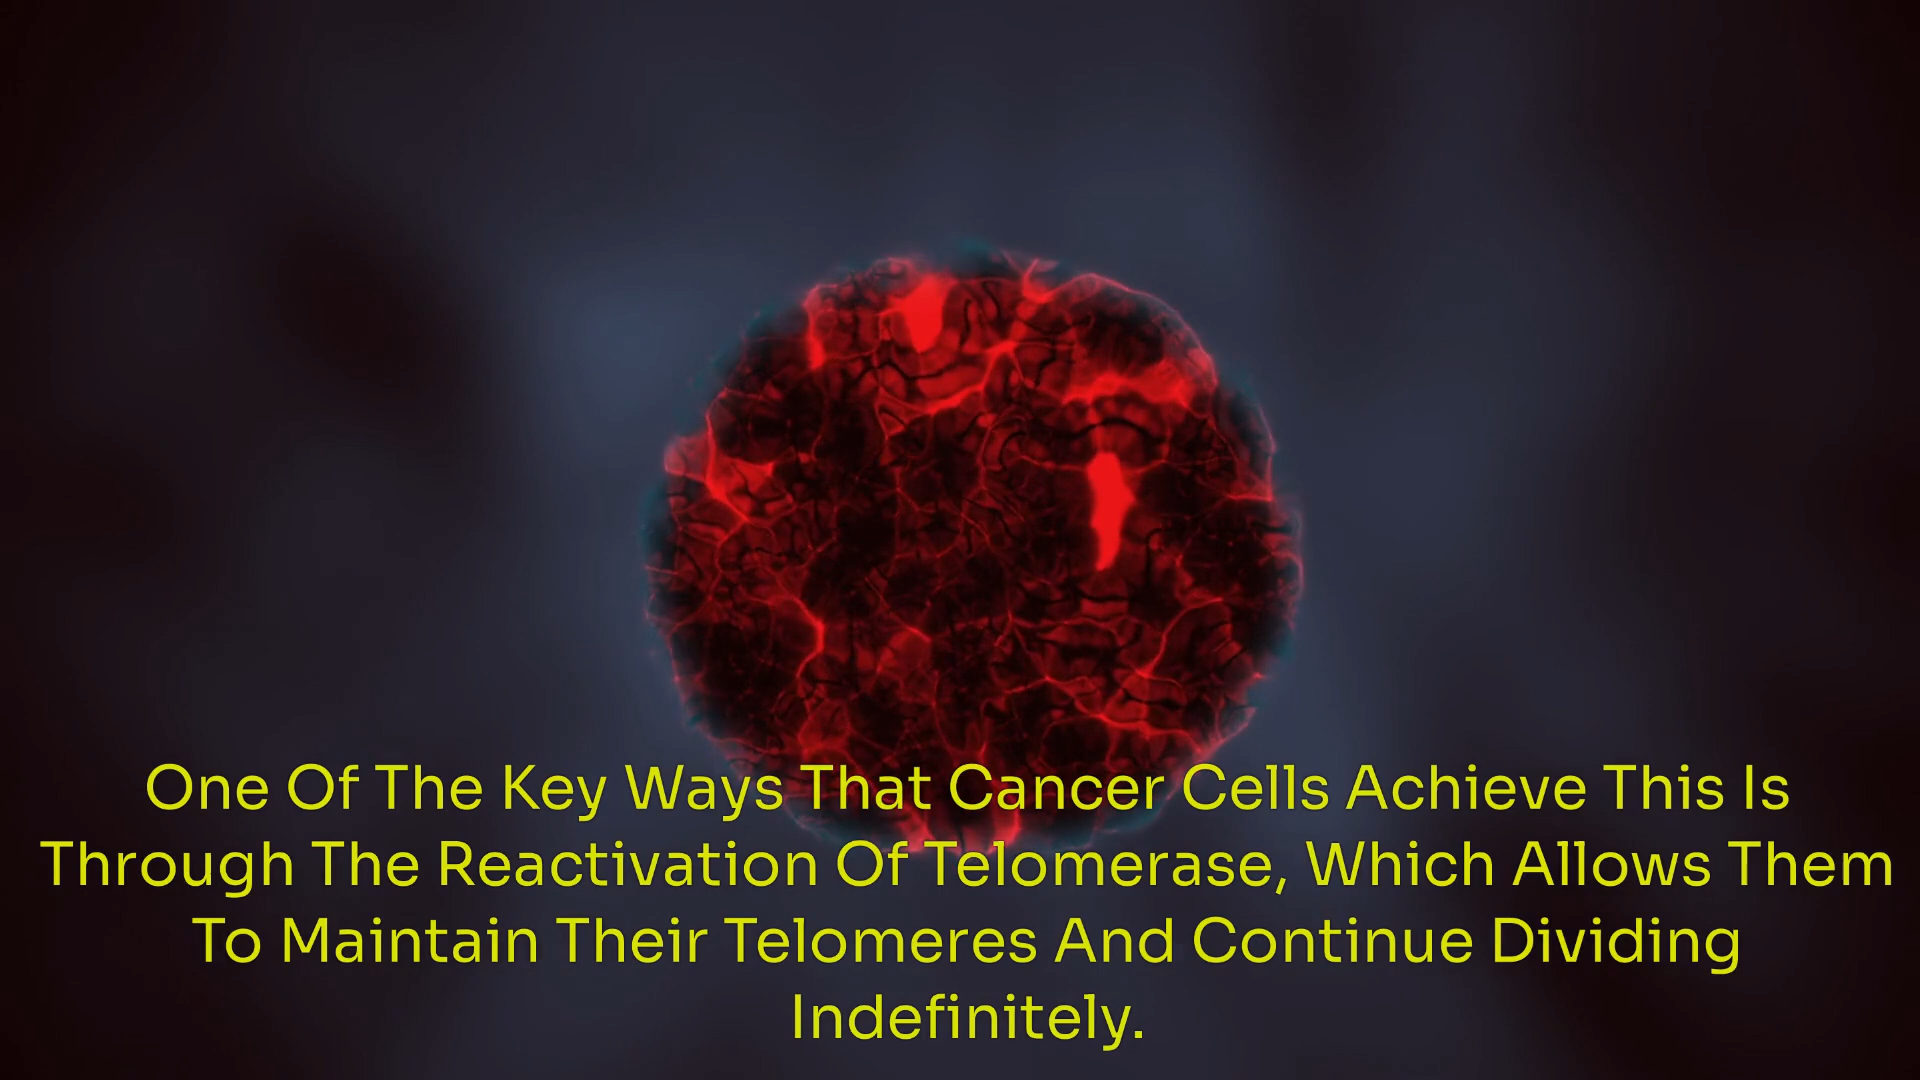 One Of The Key Ways That Cancer Cells Achieve This Is
Through The Reactivation Of Telomerase, Which Allows Them
To Maintain Their Telomeres And Continue Dividing
Indefinitely.